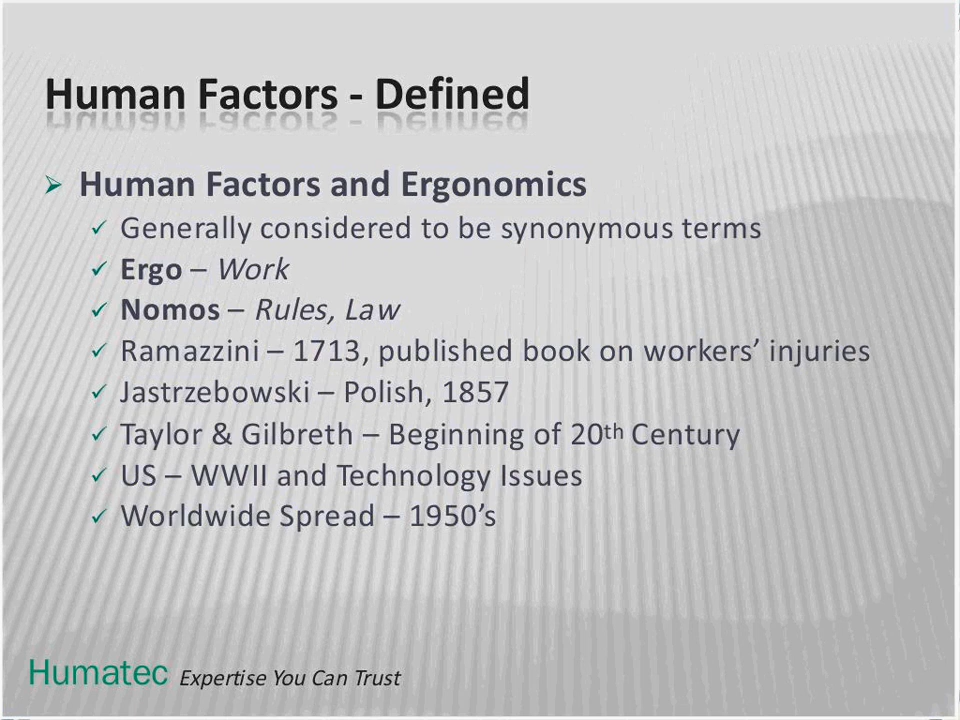 Human Factors - Defined
Human Factors and Ergonomics
Generally considered to be synonymous terms
Ergo – Work
Nomos – Rules, Law
Ramazzini – 1713, published book on workers’ injuries
Jastrzebowski – Polish, 1857
Taylor & Gilbreth – Beginning of 20th Century
US – WWII and Technology Issues
Worldwide Spread – 1950’s
Humatec Expertise You Can Trust